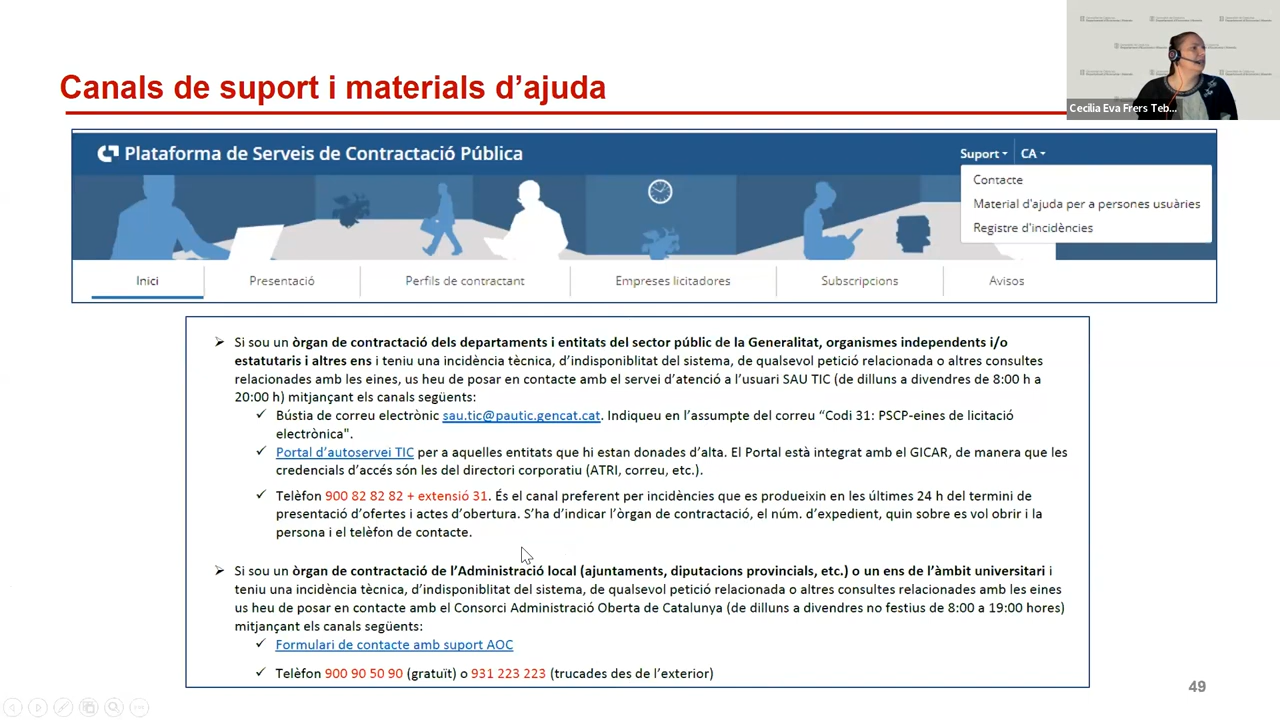 Canals de suport i materials d'ajuda
Cecilia Eva Frers Teb...
Plataforma de Serveis de Contractació Pública
Suport CA
Contacte
Material d'ajuda per a persones usuàries
Registre d'incidències
Inici Presentació Perfils de contractant Empreses licitadores Subscripcions Avisos
Si sou un òrgan de contractació dels departaments i entitats del sector públic de la Generalitat, organismes independents i/o
estatutaris i altres ens i teniu una incidència tècnica, d'indisponiblitat del sistema, de qualsevol petició relacionada o altres consultes
relacionades amb les eines, us heu de posar en contacte amb el servei d'atenció a l'usuari SAU TIC (de dilluns a divendres de 8:00 h a
20:00 h) mitjançant els canals següents:
Bústia de correu electrònic sau.tic@pautic.gencat.cat. Indiqueu en l'assumpte del correu "Codi 31: PSCP-eines de licitació
electrònica".
Portal d'autoservei TIC per a aquelles entitats que hi estan donades d'alta. El Portal està integrat amb el GICAR, de manera que les
credencials d'accés són les del directori corporatiu (ATRI, correu, etc.).
Telèfon 900 82 82 82 + extensió 31. És el canal preferent per incidències que es produeixin en les últimes 24 h del termini de
presentació d'ofertes i actes d'obertura. S'ha d'indicar l'òrgan de contractació, el núm. d'expedient, quin sobre es vol obrir i la
persona i el telèfon de contacte.
Si sou un òrgan de contractació de l'Administració local (ajuntaments, diputacions provincials, etc.) o un ens de l'àmbit universitari i
teniu una incidència tècnica, d'indisponiblitat del sistema, de qualsevol petició relacionada o altres consultes relacionades amb les eines
us heu de posar en contacte amb el Consorci Administració Oberta de Catalunya (de dilluns a divendres no festius de 8:00 a 19:00 hores)
mitjançant els canals següents:
Formulari de contacte amb suport AOC
Telèfon 900 90 50 90 (gratuït) o 931 223 223 (trucades des de l'exterior)
49